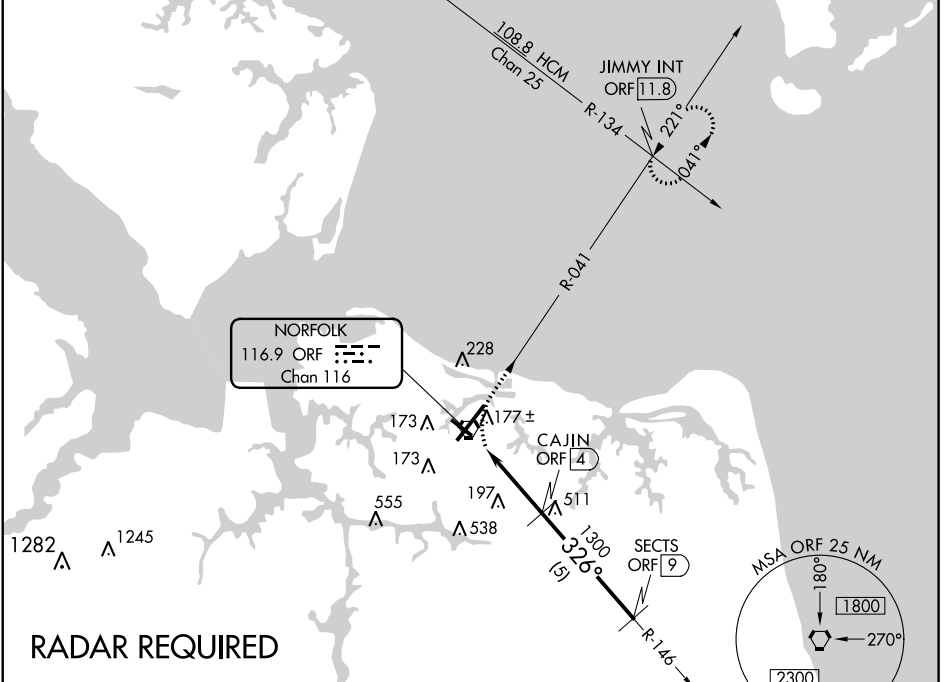 108.8 HCM
Chan 25
R-134
JIMMY INT
ORF 11.8
221°
041°
R-041
NORFOLK
116.9 ORF
Chan 116
228
177 ±
173
173
CAJIN
ORF 4
197
511
555
538
1282
1245
1300
326°
(5)
SECTS
ORF 9
R-146
MSA ORF 25 NM
180°
1800
270°
2300
RADAR REQUIRED